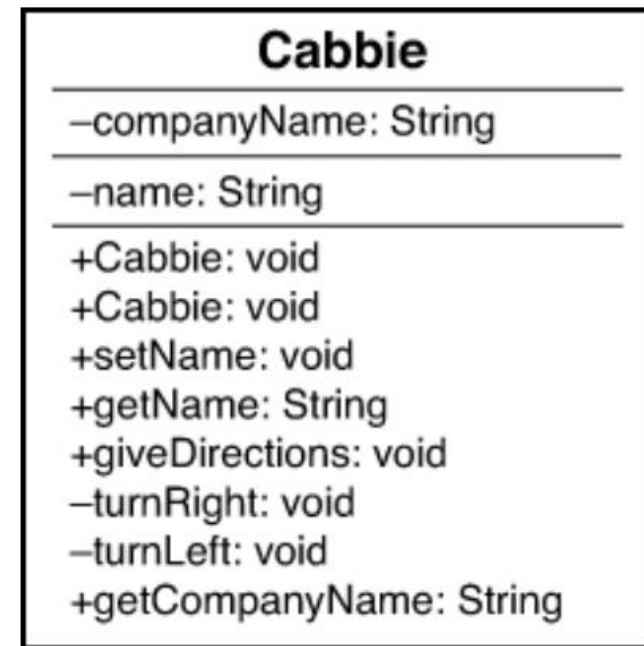 Cabbie
–companyName: String
–name: String
+Cabbie: void
+Cabbie: void
+setName: void
+getName: String
+giveDirections: void
–turnRight: void
–turnLeft: void
+getCompanyName: String